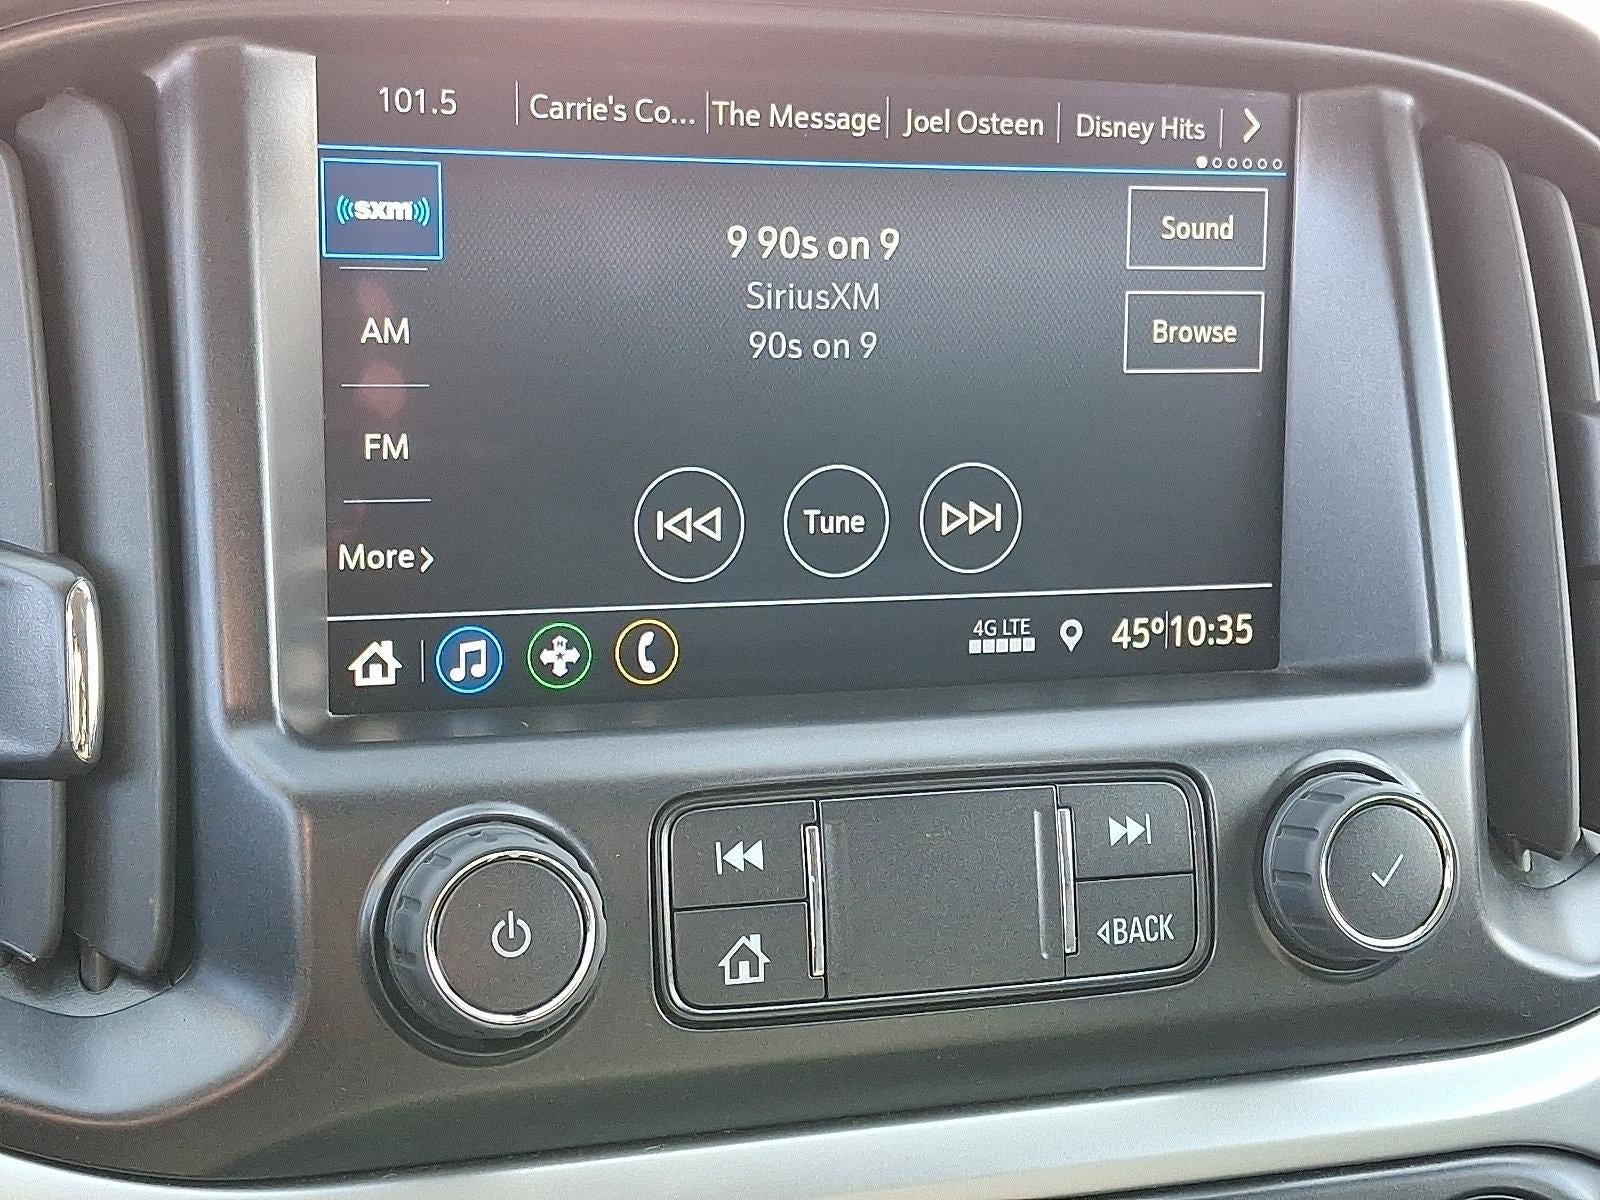 101.5
Carrie's Co...
The Message
Joel Osteen
Disney Hits
sxm
AM
FM
More
9 90s on 9
SiriusXM
90s on 9
Sound
Browse
Tune
4G LTE
45° 10:35
BACK